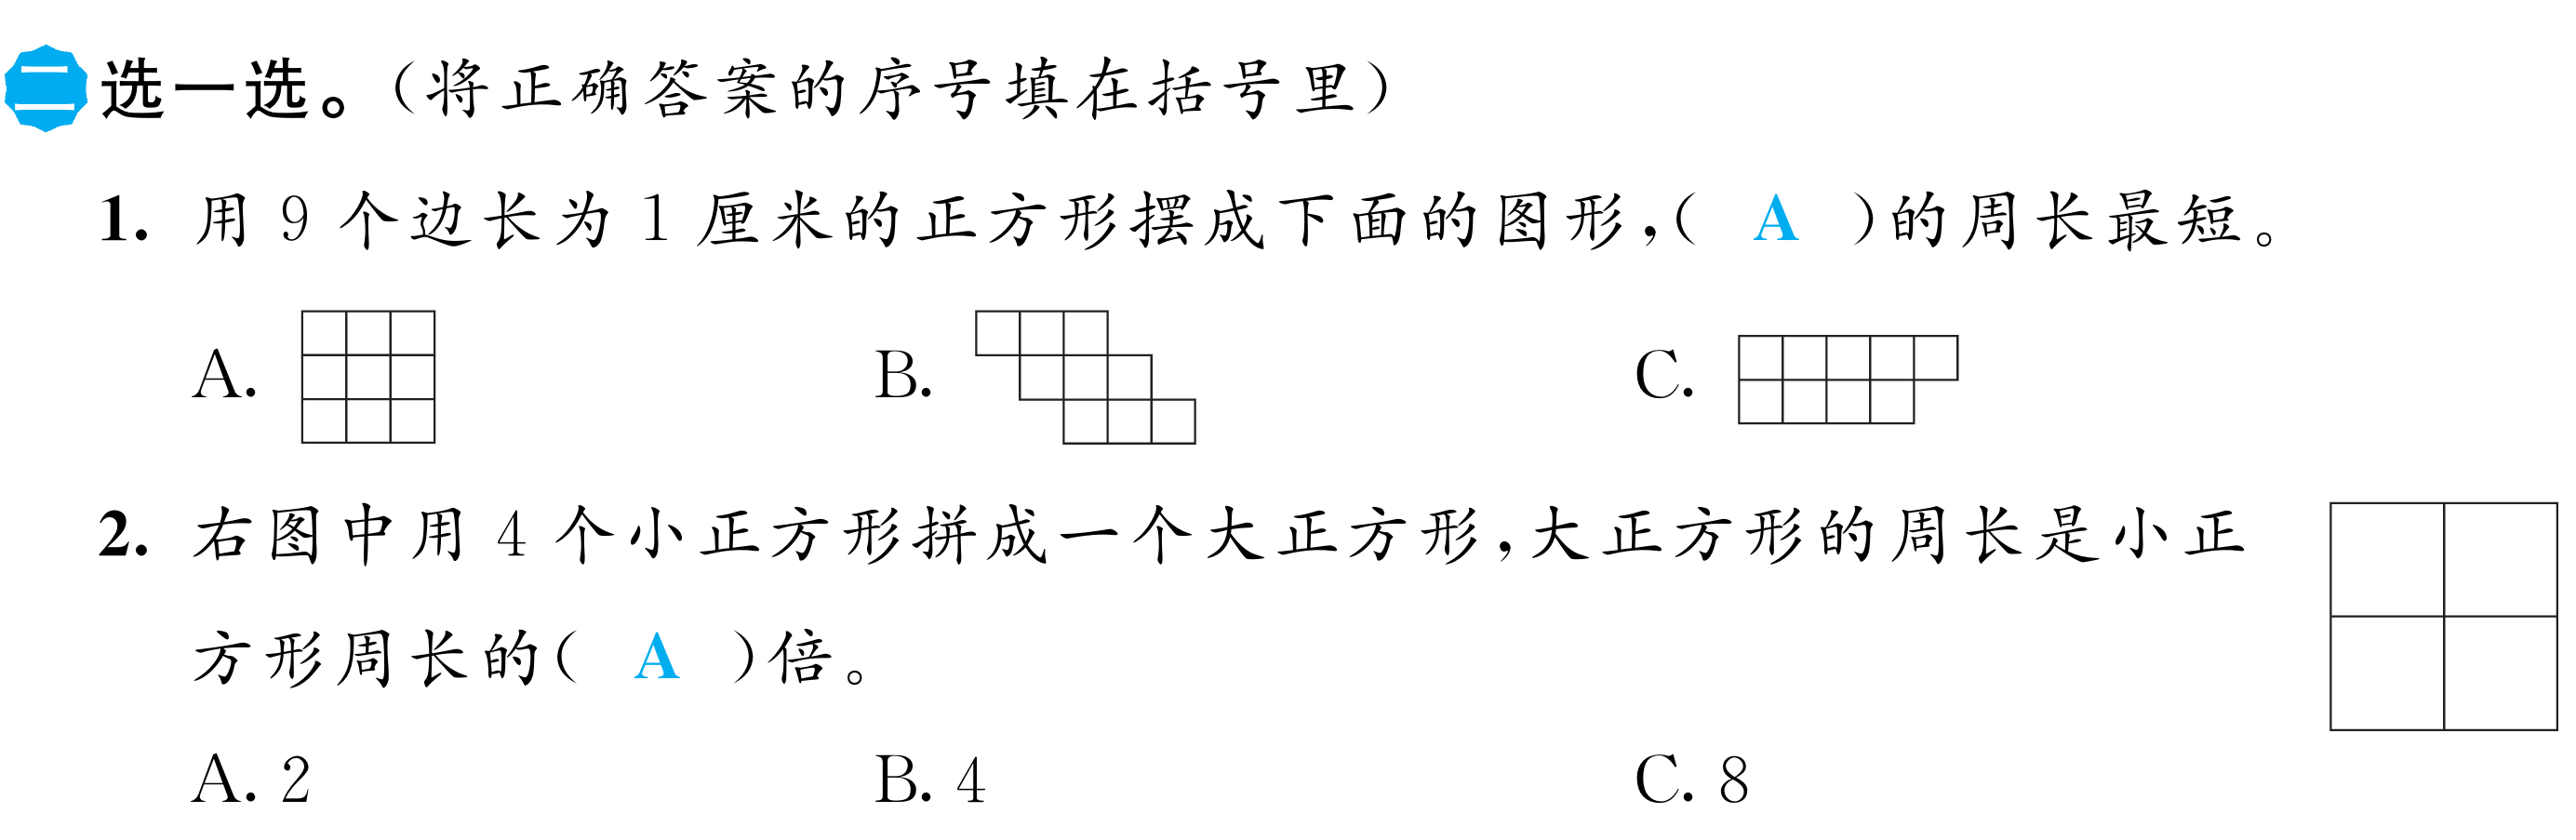 二 选一选。(将正确答案的序号填在括号里)
1. 用 9 个边长为 1 厘米的正方形摆成下面的图形,( A )的周长最短。
A. B. C.
2. 右图中用 4 个小正方形拼成一个大正方形,大正方形的周长是小正
方形周长的( A )倍。
A. 2 B. 4 C. 8